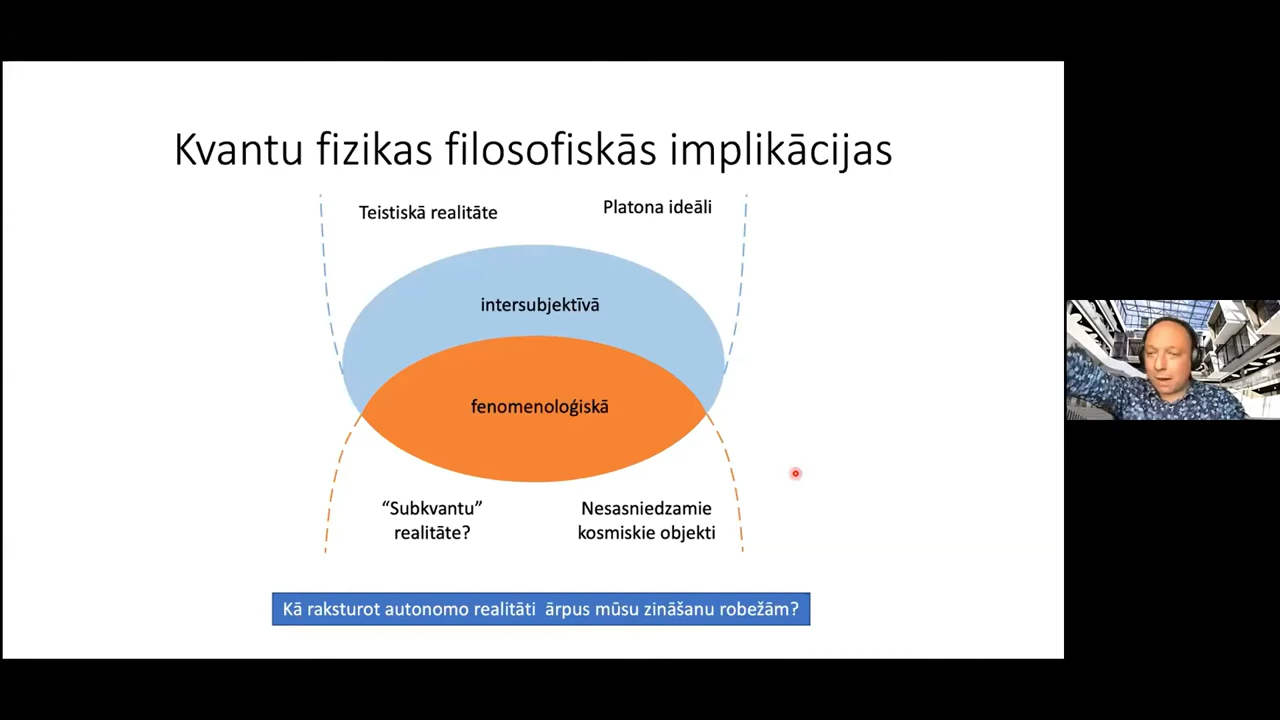 Kvantu fizikas filosofiskās implikācijas
Teistiskā realitāte
Platona ideāli
intersubjektīvā
fenomenoloģiskā
“Subkvantu”
realitāte?
Nesasniedzamie
kosmiskie objekti
Kā raksturot autonomo realitāti ārpus mūsu zināšanu robežām?